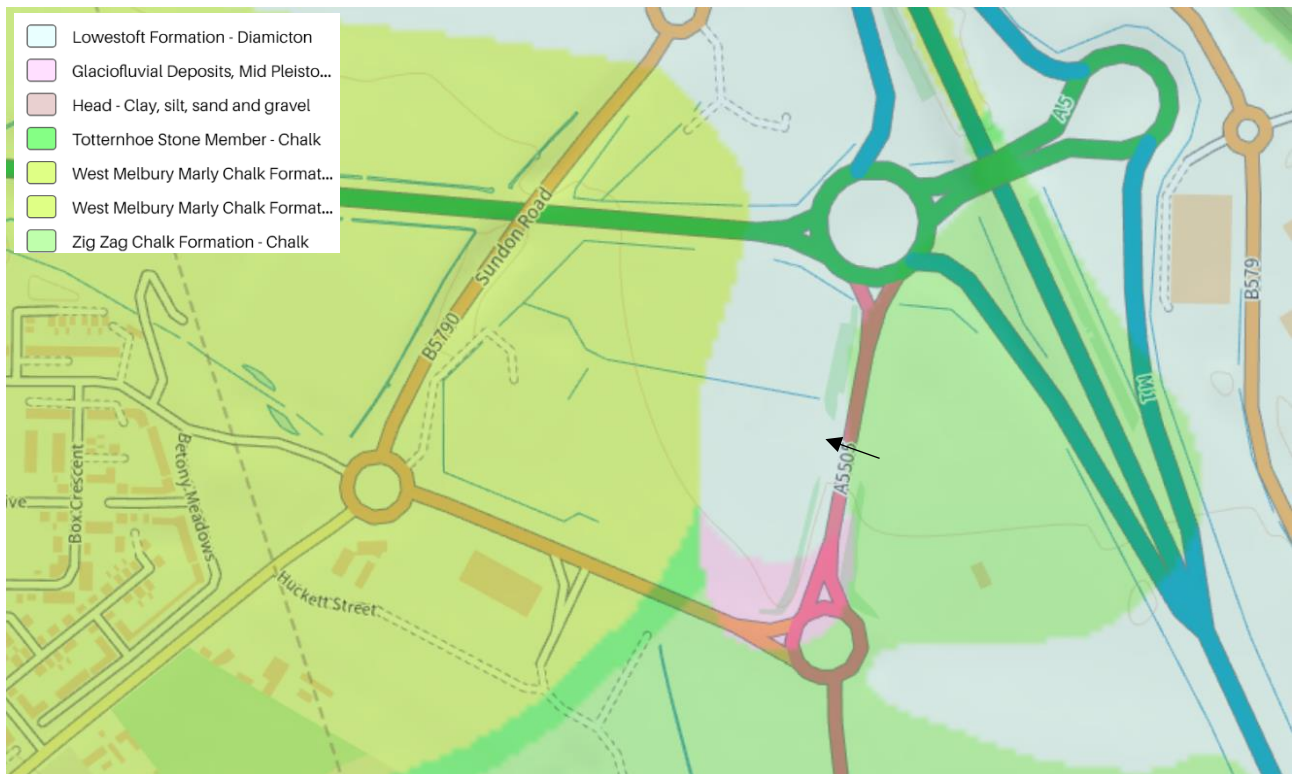 Lowestoft Formation - Diamicton
Glaciofluvial Deposits, Mid Pleisto...
Head - Clay, silt, sand and gravel
Totternhoe Stone Member - Chalk
West Melbury Marly Chalk Format...
West Melbury Marly Chalk Format...
Zig Zag Chalk Formation - Chalk
A5
Sundon Road
B579
B5790
M1
Betony Meadows
Box Crescent
A5505
ive
Huckett Street